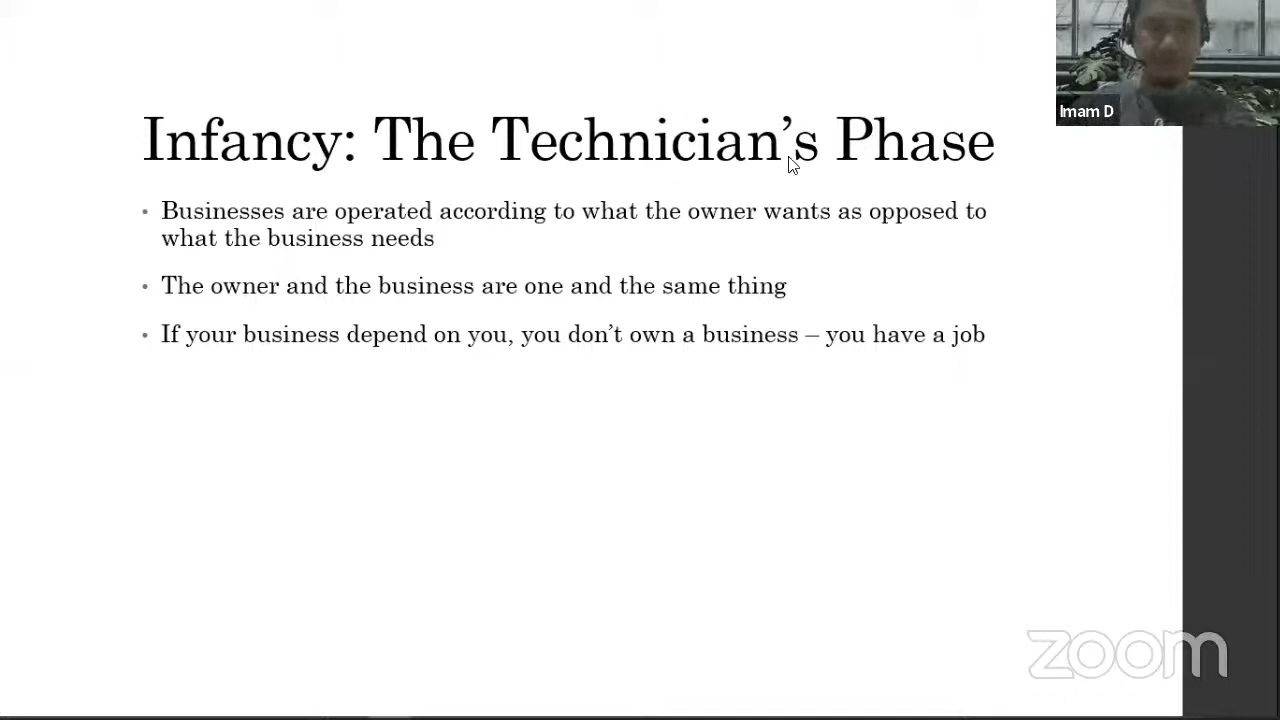 Imam D
Infancy: The Technician’s Phase
• Businesses are operated according to what the owner wants as opposed to
what the business needs
• The owner and the business are one and the same thing
• If your business depend on you, you don’t own a business – you have a job
zoom